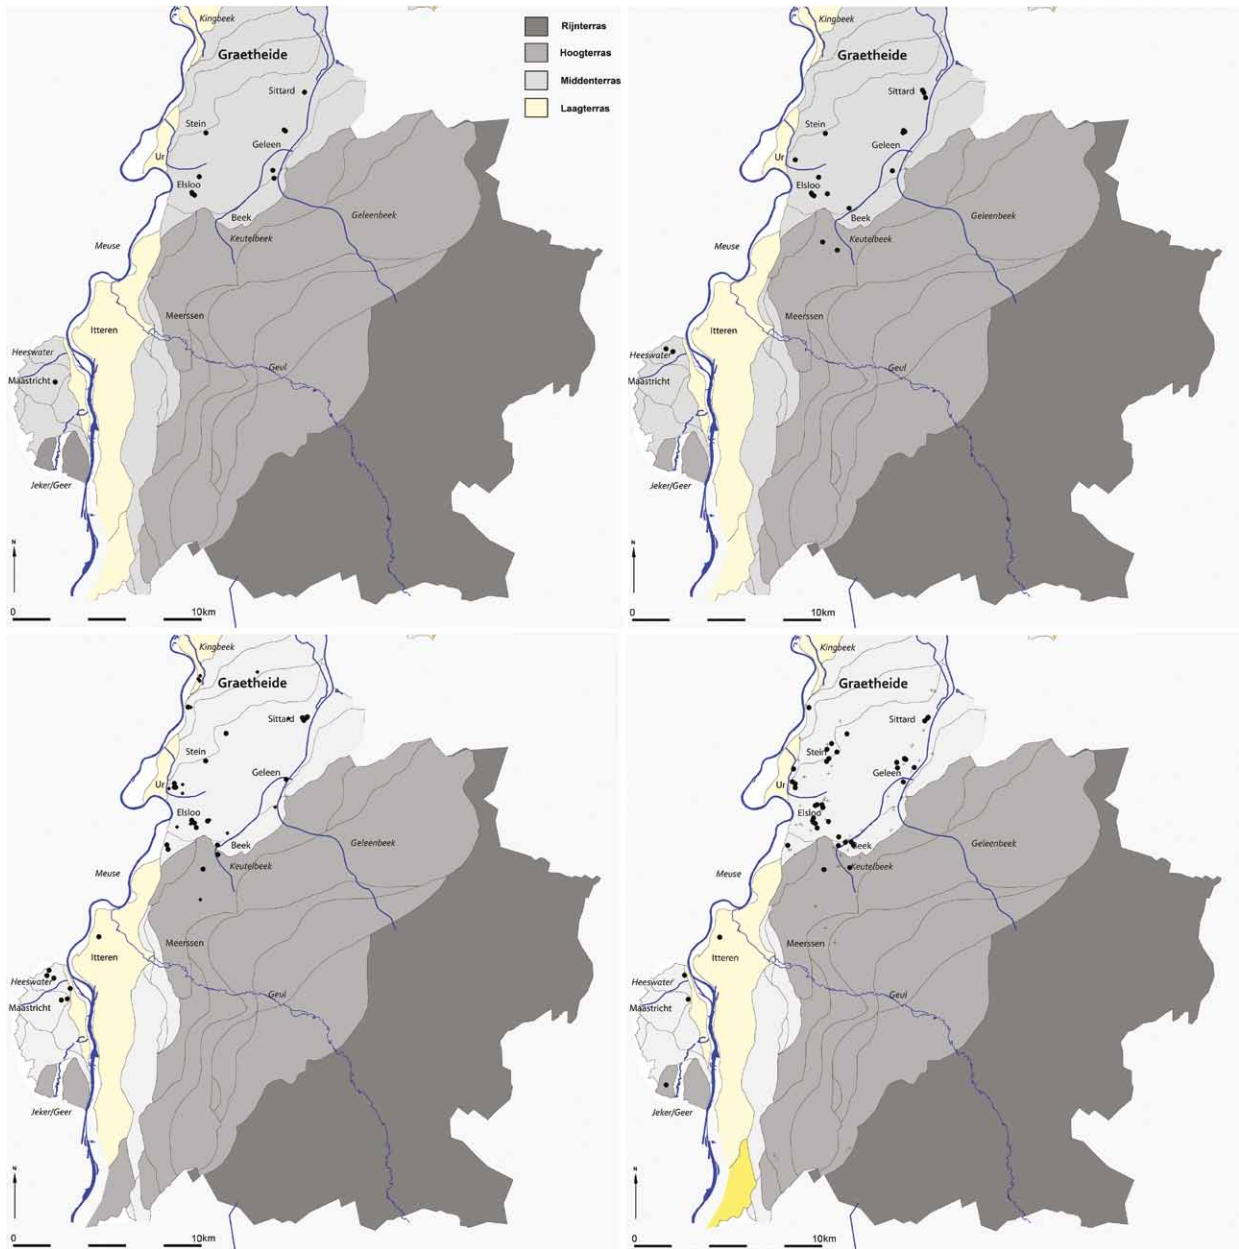 Kingbeek
Graetheide
Sittard
Stein
Ur
Geleen
Elsloo
Beek
Geleenbeek
Keutelbeek
Meuse
Meerssen
Itteren
Heeswater
Maastricht
Geul
Jeker/Geer
N
0 10km
Rijnterras
Hoogterras
Middenterras
Laagterras
Kingbeek
Graetheide
Sittard
Stein
Geleen
Ur
Elsloo
Beek
Geleenbeek
Keutelbeek
Meuse
Meerssen
Itteren
Heeswater
Maastricht
Geul
Jeker/Geer
N
0 10km
Kingbeek
Graetheide
Sittard
Stein
Geleen
Ur
Elsloo
Beek
Geleenbeek
Keutelbeek
Meuse
Meerssen
Itteren
Heeswater
Maastricht
Geul
Jeker/Geer
N
0 10km
Kingbeek
Graetheide
Sittard
Stein
Geleen
Ur
Elsloo
Beek
Geleenbeek
Keutelbeek
Meuse
Meerssen
Itteren
Heeswater
Maastricht
Geul
Jeker/Geer
N
0 10km